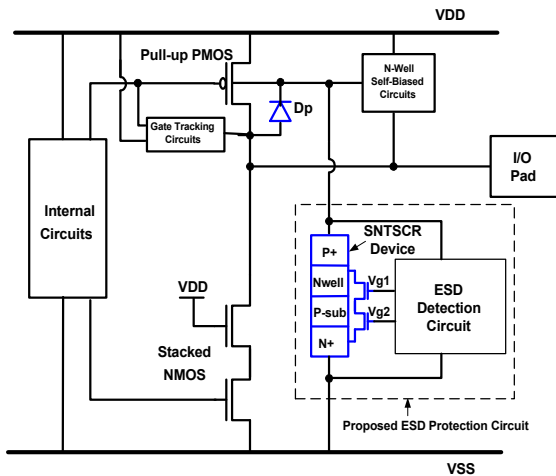 VDD
Pull-up PMOS
N-Well
Self-Biased
Circuits
Dp
Gate Tracking
Circuits
I/O
Pad
Internal
Circuits
SNTSCR
Device
P+
Nwell
P-sub
N+
Vg1
Vg2
ESD
Detection
Circuit
VDD
Stacked
NMOS
Proposed ESD Protection Circuit
VSS